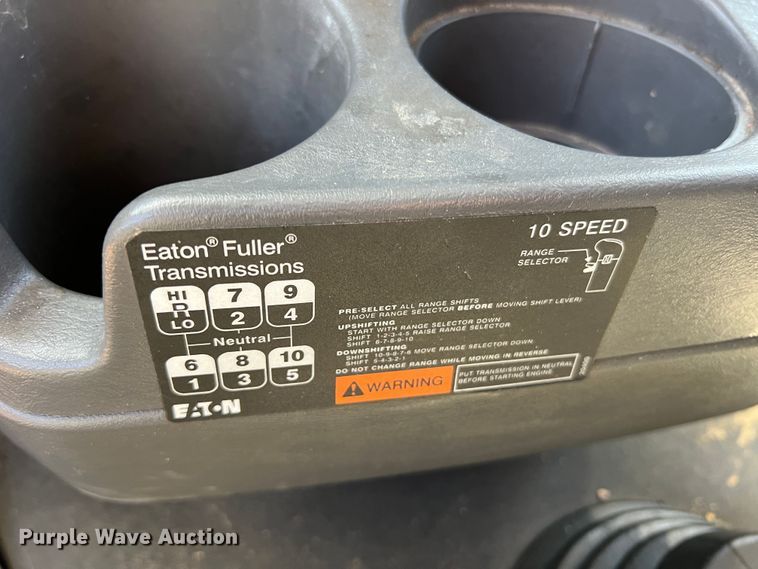 Eaton® Fuller®
Transmissions
10 SPEED
RANGE
SELECTOR
HI
R
LO
7
2
9
4
Neutral
6
1
8
3
10
5
PRE-SELECT ALL RANGE SHIFTS
(MOVE RANGE SELECTOR BEFORE MOVING SHIFT LEVER)
UPSHIFTING
START WITH RANGE SELECTOR DOWN
SHIFT 1-2-3-4-5 RAISE RANGE SELECTOR
SHIFT 6-7-8-9-10
DOWNSHIFTING
SHIFT 10-9-8-7-6 MOVE RANGE SELECTOR DOWN
SHIFT 5-4-3-2-1
DO NOT CHANGE RANGE WHILE MOVING IN REVERSE
WARNING
PUT TRANSMISSION IN NEUTRAL
BEFORE STARTING ENGINE
EATON
Purple Wave Auction®